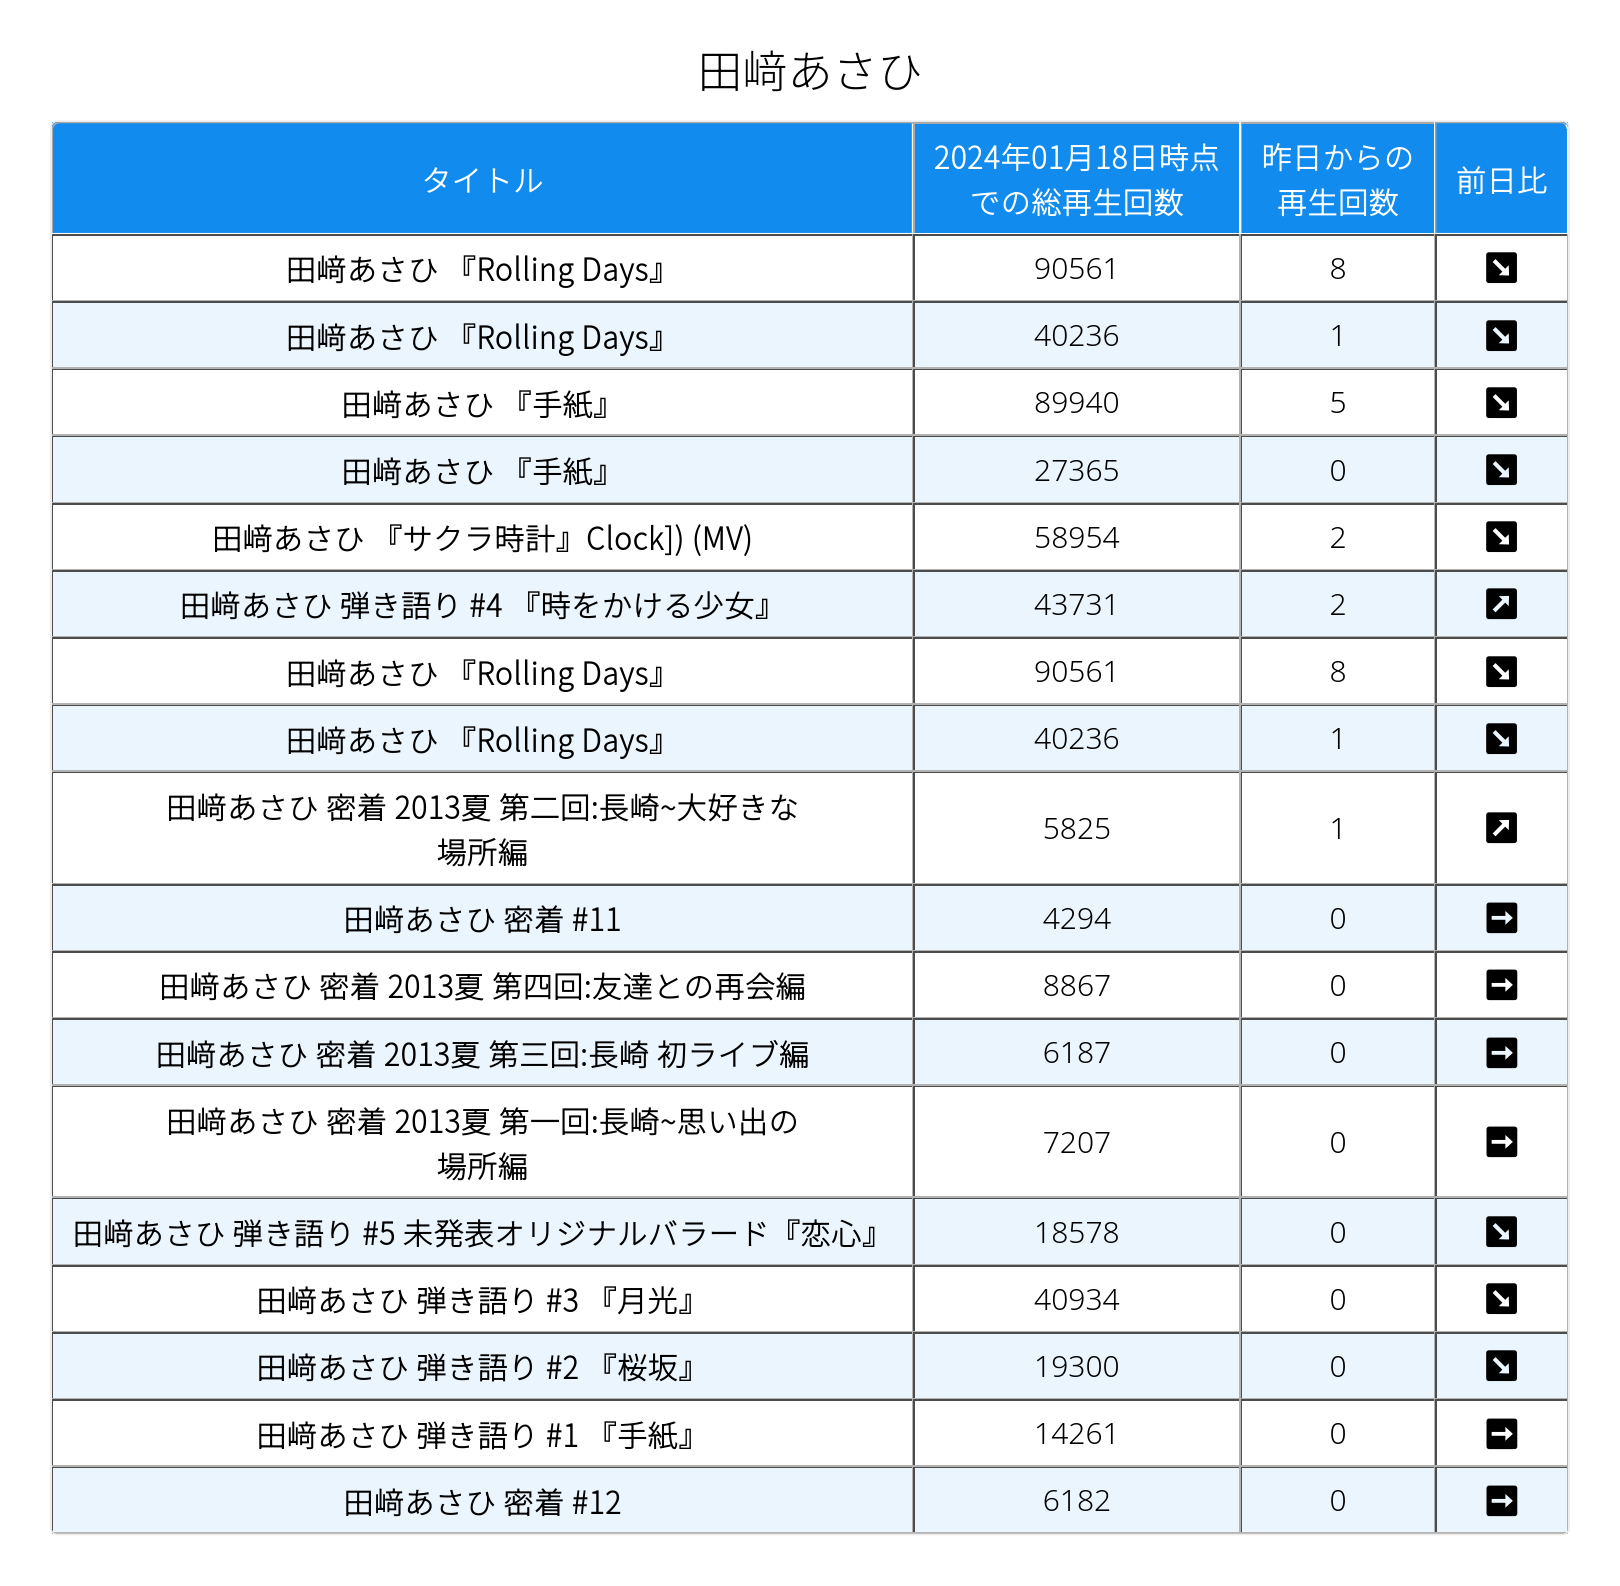 田﨑あさひ
タイトル
2024年01月18日時点
での総再生回数
昨日からの
再生回数
前日比
田﨑あさひ 『Rolling Days』 90561 8 ↘
田﨑あさひ 『Rolling Days』 40236 1 ↘
田﨑あさひ 『手紙』 89940 5 ↘
田﨑あさひ 『手紙』 27365 0 ↘
田﨑あさひ 『サクラ時計』Clock]) (MV) 58954 2 ↘
田﨑あさひ 弾き語り #4 『時をかける少女』 43731 2 ↗
田﨑あさひ 『Rolling Days』 90561 8 ↘
田﨑あさひ 『Rolling Days』 40236 1 ↘
田﨑あさひ 密着 2013夏 第二回:長崎~大好きな
場所編 5825 1 ↗
田﨑あさひ 密着 #11 4294 0 →
田﨑あさひ 密着 2013夏 第四回:友達との再会編 8867 0 →
田﨑あさひ 密着 2013夏 第三回:長崎 初ライブ編 6187 0 →
田﨑あさひ 密着 2013夏 第一回:長崎~思い出の
場所編 7207 0 →
田﨑あさひ 弾き語り #5 未発表オリジナルバラード『恋心』 18578 0 ↘
田﨑あさひ 弾き語り #3 『月光』 40934 0 ↘
田﨑あさひ 弾き語り #2 『桜坂』 19300 0 ↘
田﨑あさひ 弾き語り #1 『手紙』 14261 0 →
田﨑あさひ 密着 #12 6182 0 →